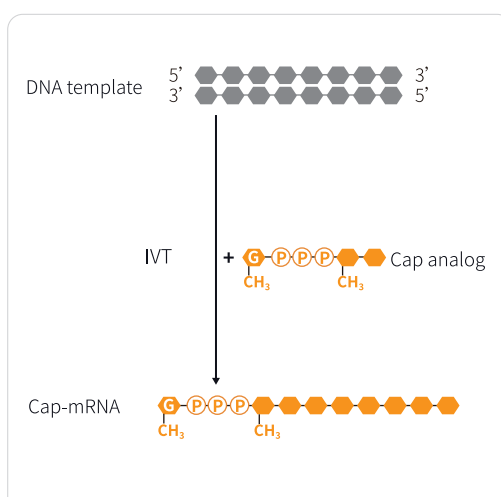 5’ 3’
DNA template
3’ 5’
IVT + G P P P Cap analog
CH3 CH3
Cap-mRNA G P P P
CH3 CH3